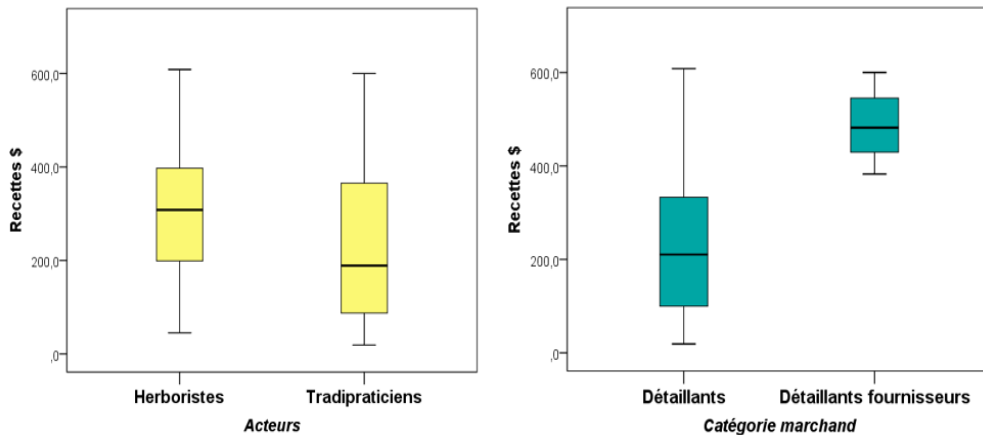 Recettes $
600,0
400,0
200,0
,0
Herboristes Tradipraticiens
Acteurs
Recettes $
600,0
400,0
200,0
,0
Détaillants Détaillants fournisseurs
Catégorie marchand